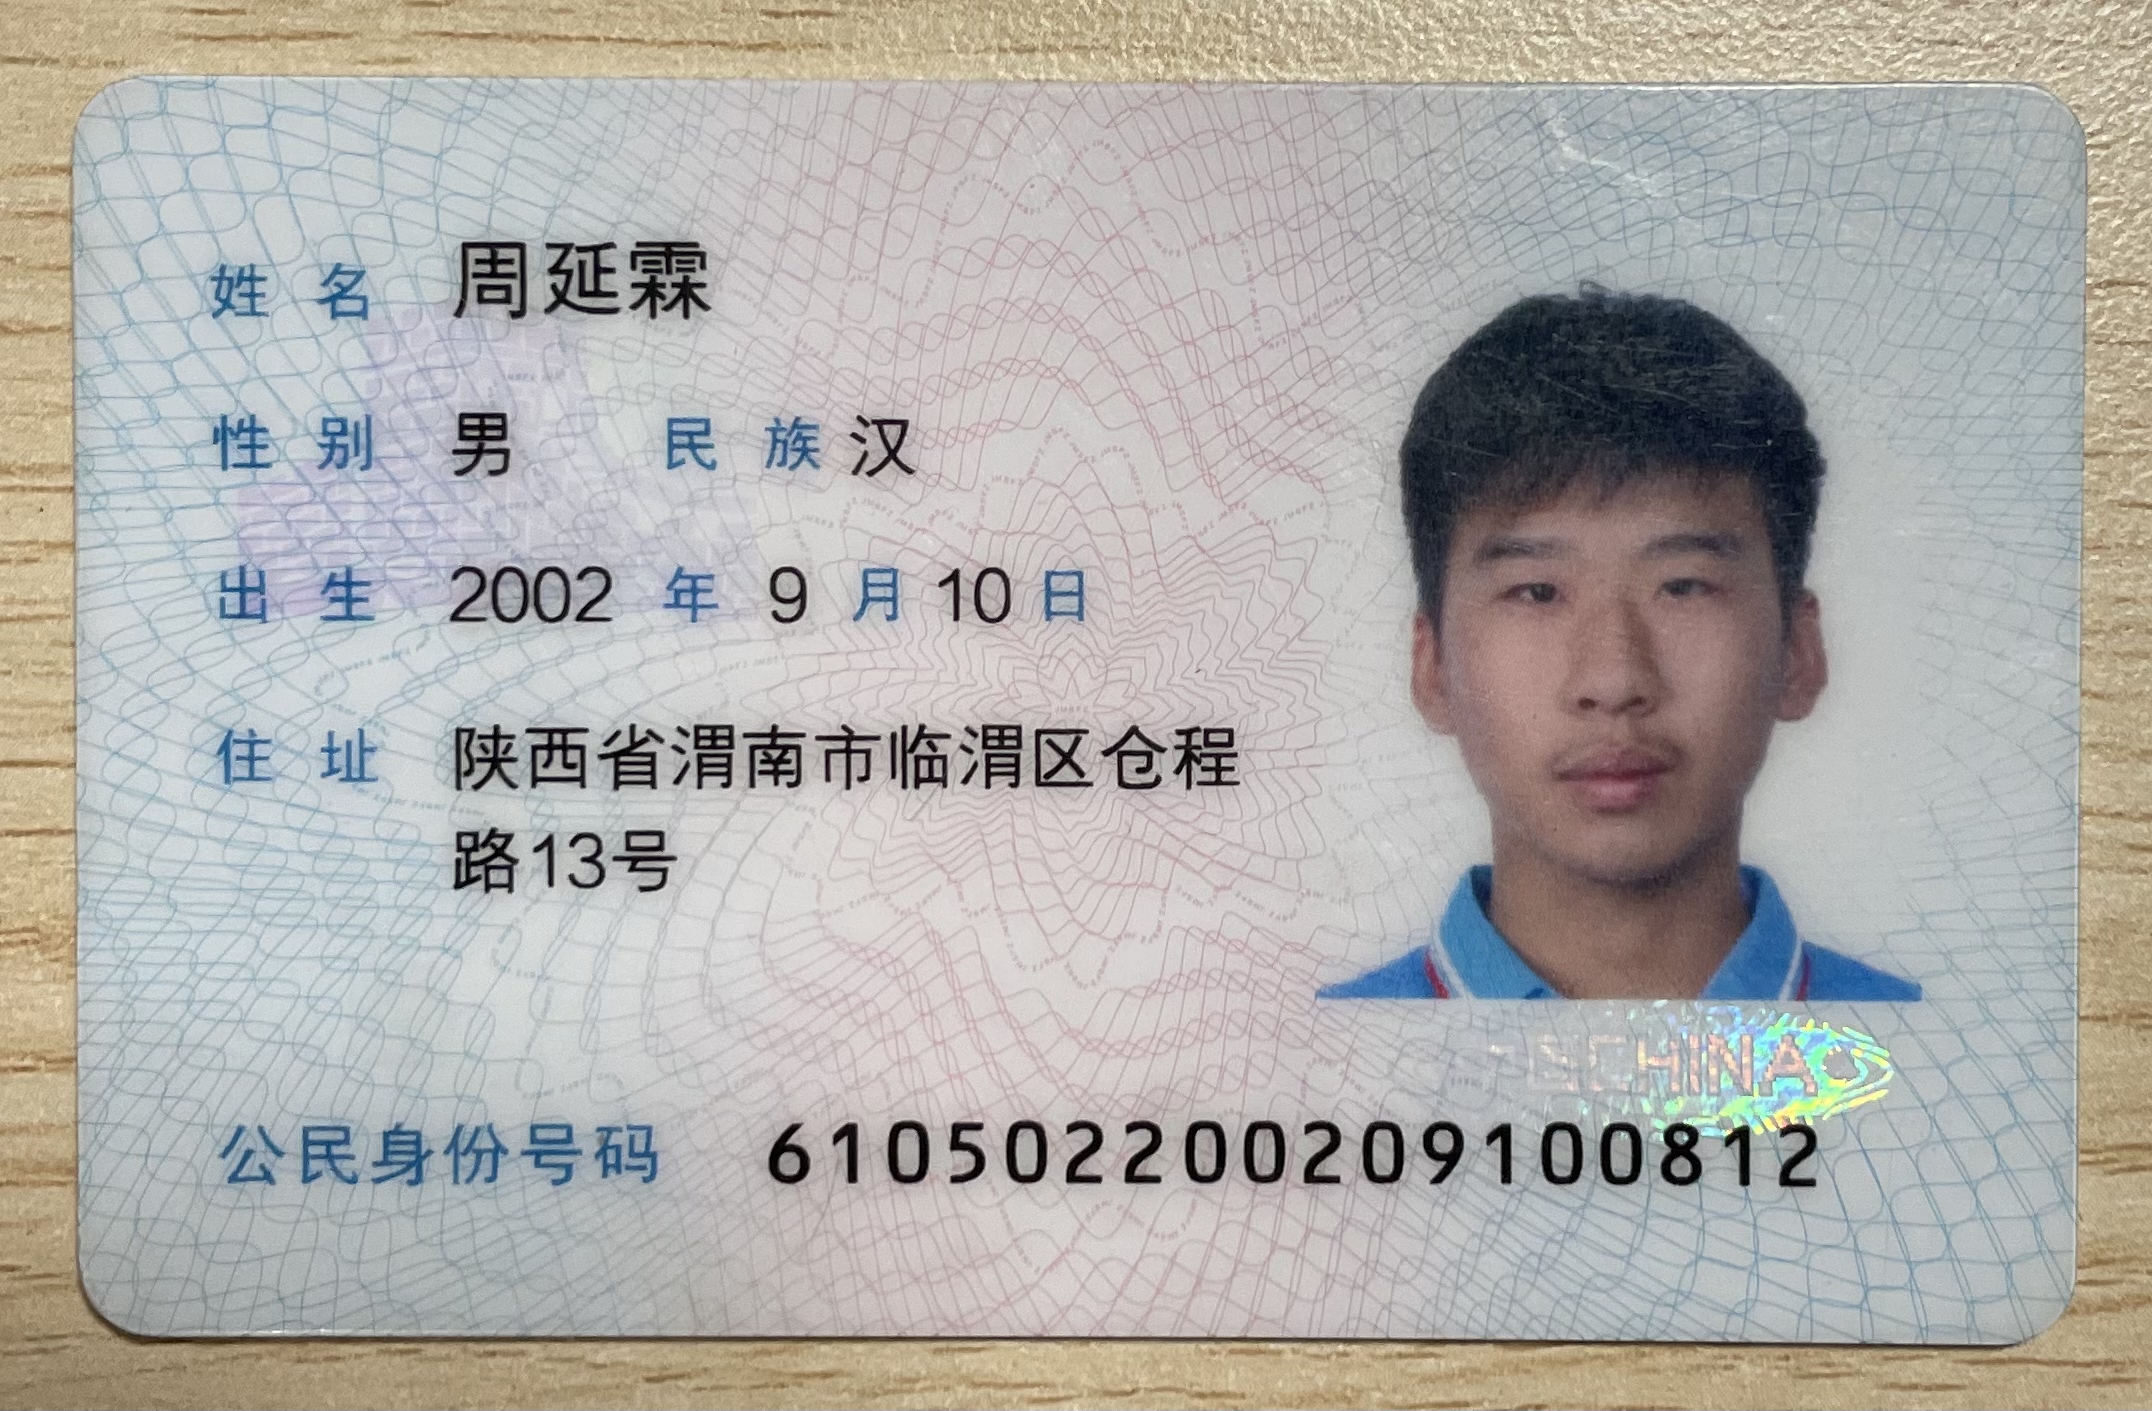 姓名 周延霖
性别 男 民族 汉
出生 2002 年 9 月 10 日
住址 陕西省渭南市临渭区仓程
路13号
CHINA
公民身份号码 610502200209100812